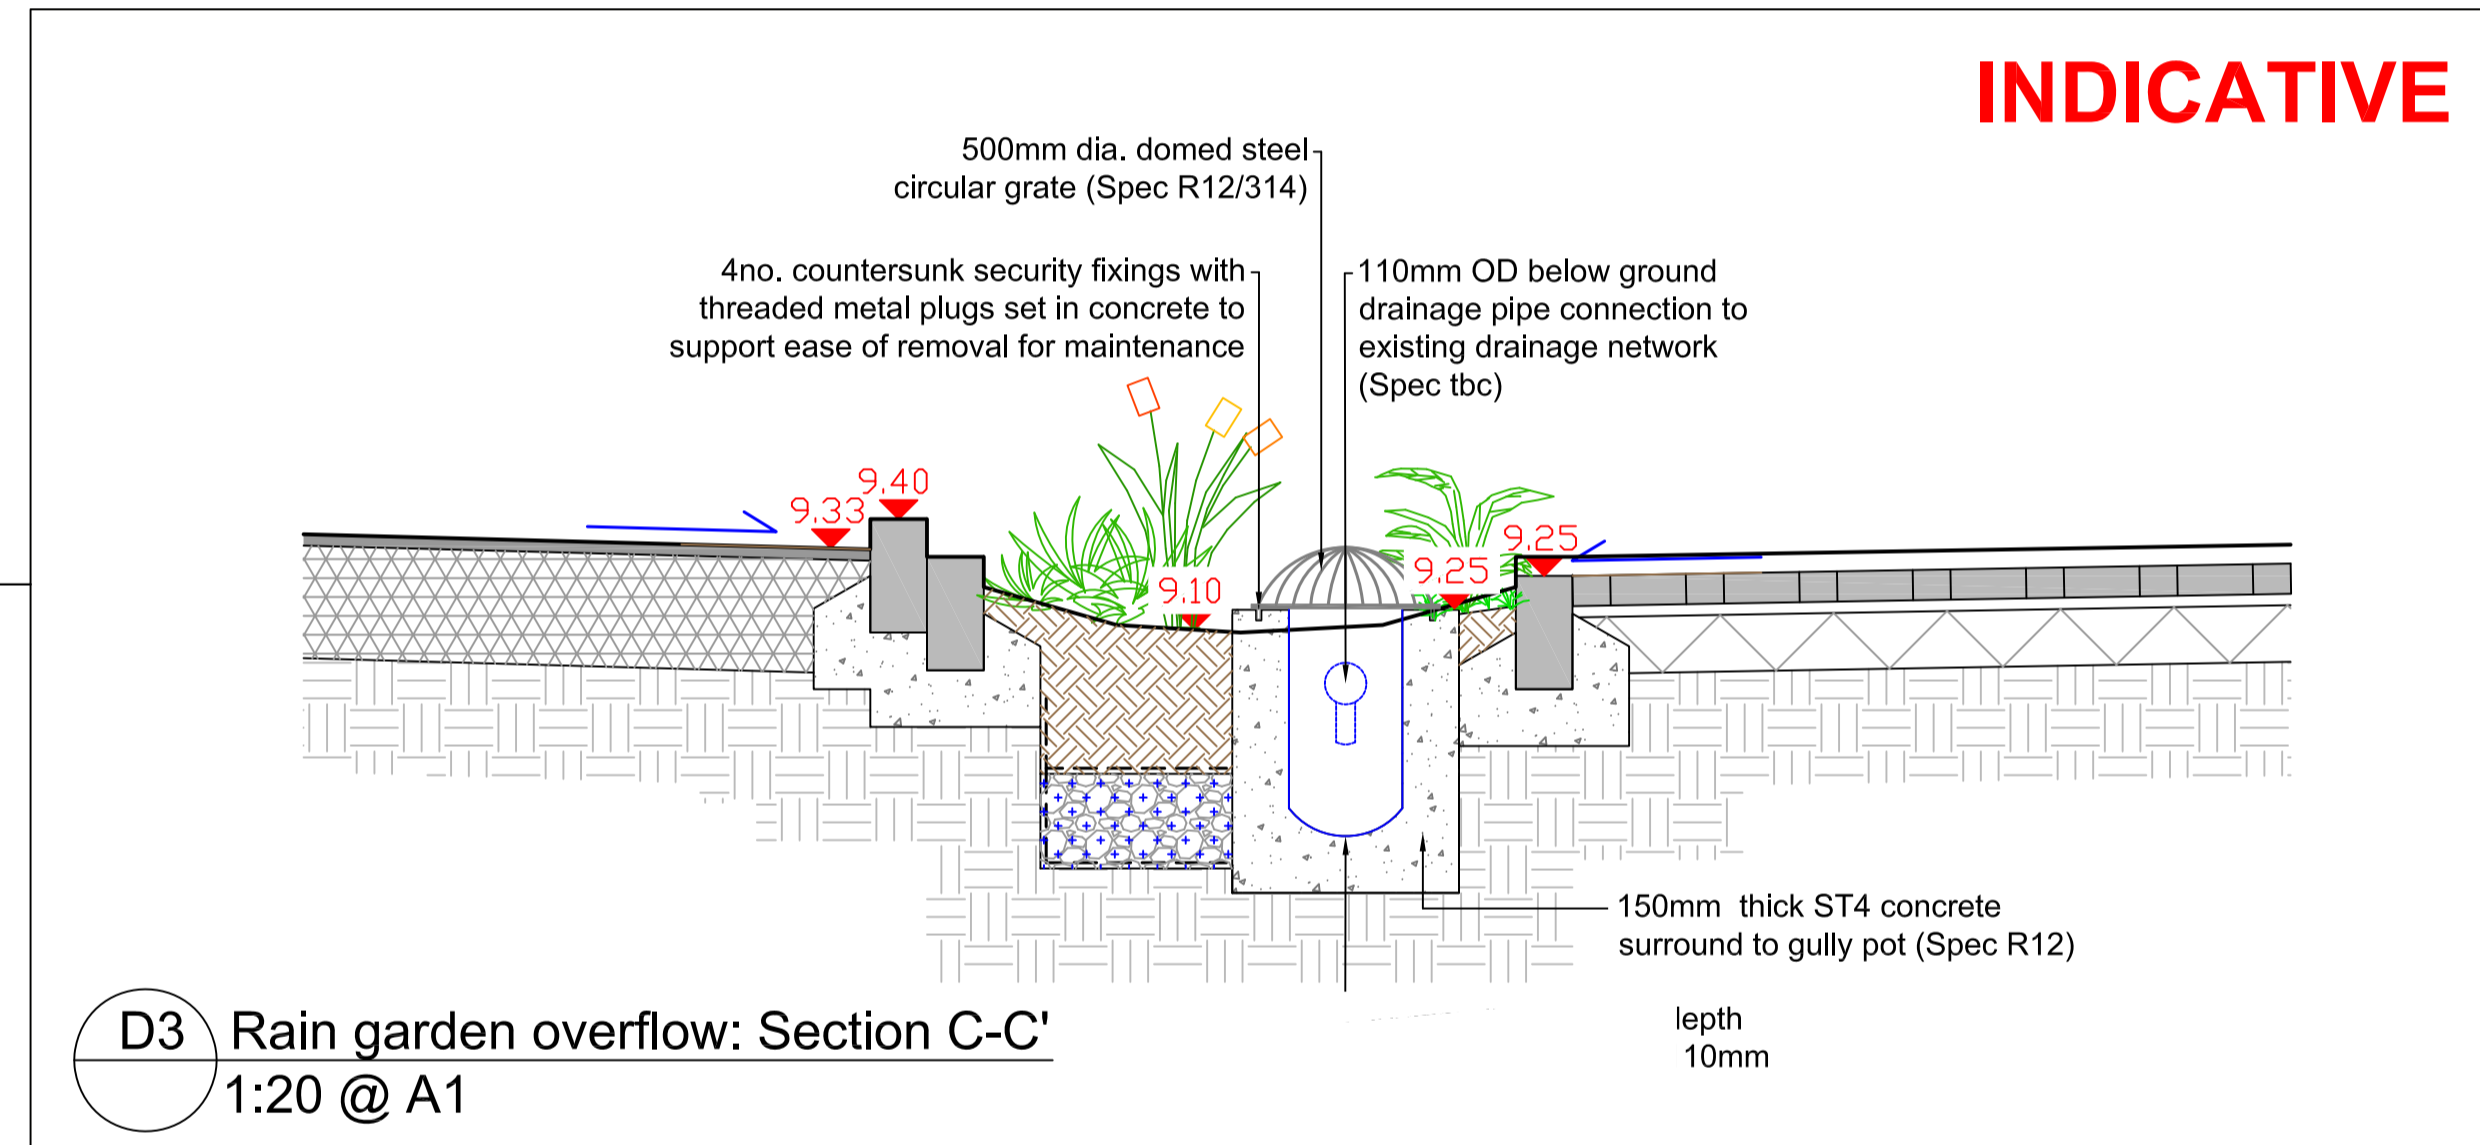 INDICATIVE
500mm dia. domed steel
circular grate (Spec R12/314)
4no. countersunk security fixings with
threaded metal plugs set in concrete to
support ease of removal for maintenance
110mm OD below ground
drainage pipe connection to
existing drainage network
(Spec tbc)
9.40
9.33
9.10
9.25
9.25
150mm thick ST4 concrete
surround to gully pot (Spec R12)
lepth
10mm
D3 Rain garden overflow: Section C-C'
1:20 @ A1